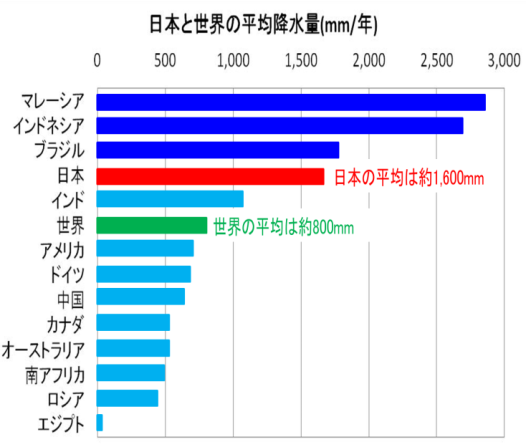 日本と世界の平均降水量(mm/年)
0 500 1,000 1,500 2,000 2,500 3,000
マレーシア
インドネシア
ブラジル
日本 日本の平均は約1,600mm
インド
世界 世界の平均は約800mm
アメリカ
ドイツ
中国
カナダ
オーストラリア
南アフリカ
ロシア
エジプト